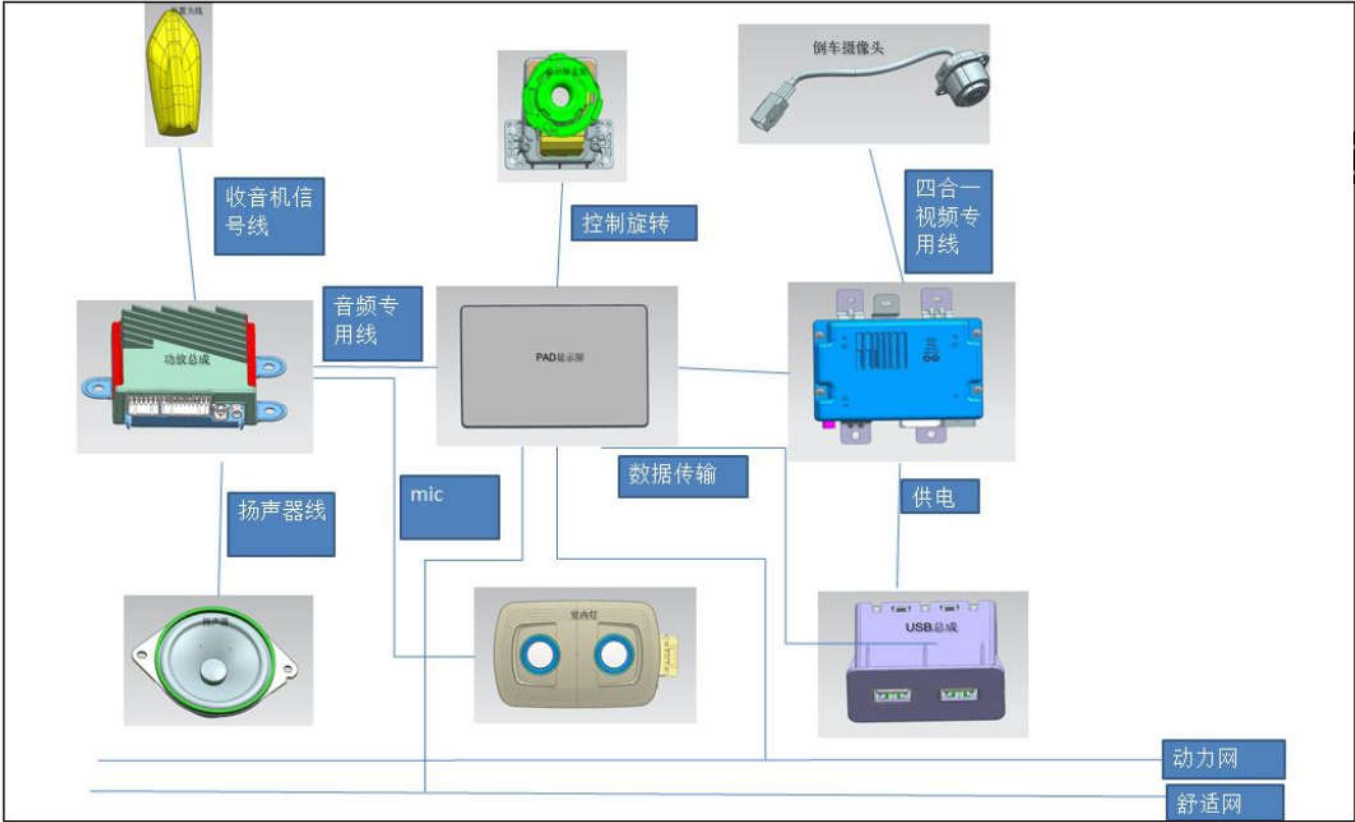 倒车摄像头
收音机信
号线
控制旋转
四合一
视频专
用线
音频专
用线
功放总成
PAD显示屏
数据传输
mic
供电
扬声器线
扬声器
室内灯
USB总成
动力网
舒适网